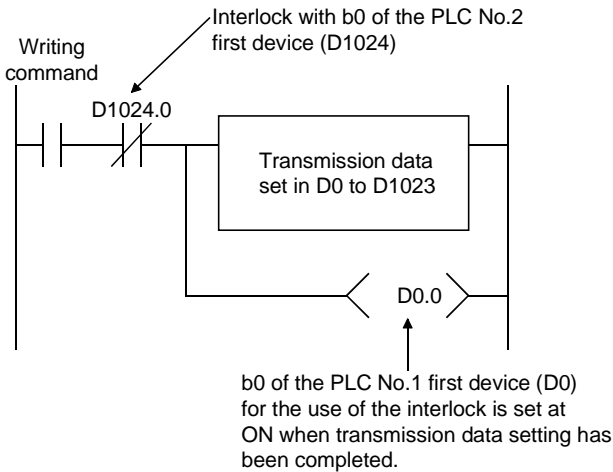 Interlock with b0 of the PLC No.2
first device (D1024)
Writing
command
D1024.0
Transmission data
set in D0 to D1023
D0.0
b0 of the PLC No.1 first device (D0)
for the use of the interlock is set at
ON when transmission data setting has
been completed.